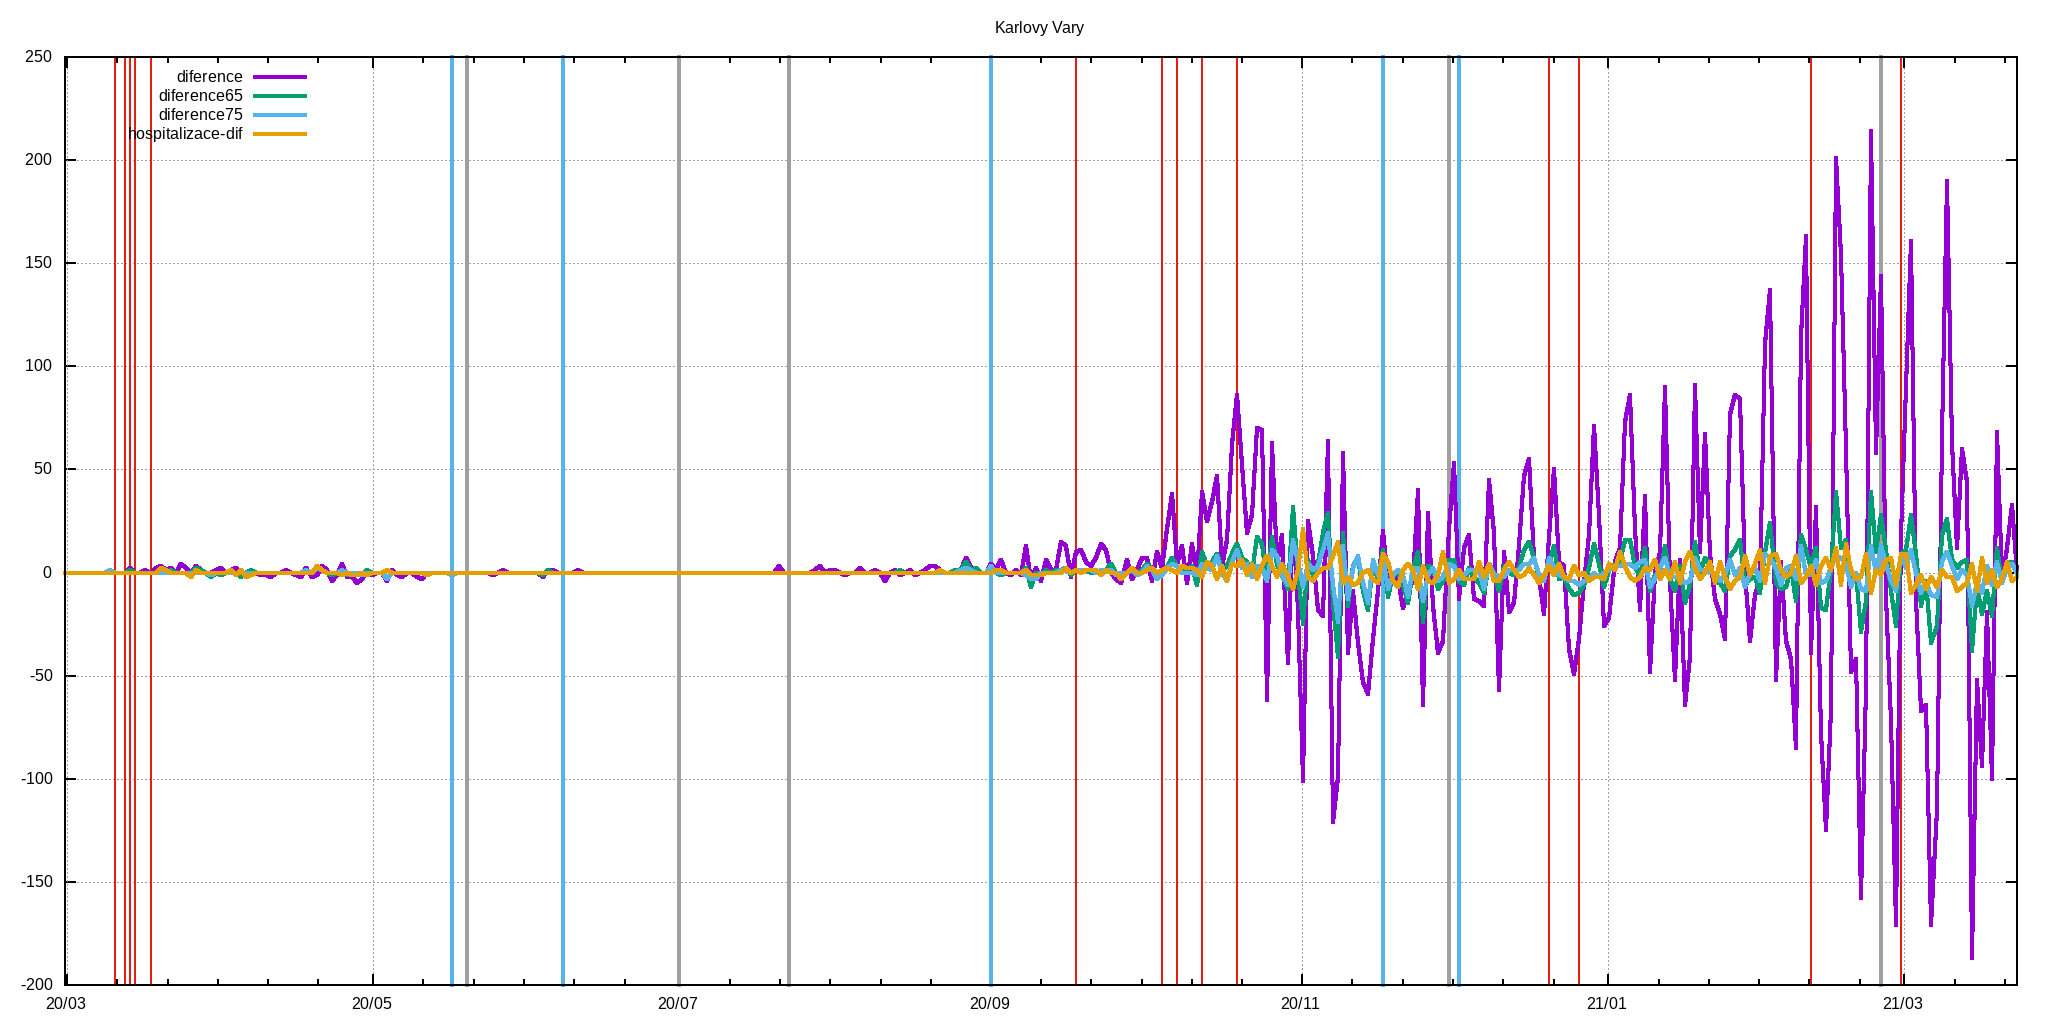 Karlovy Vary
250
diference
diference65
diference75
hospitalizace-dif
200
150
100
50
0
-50
-100
-150
-200
20/03 20/05 20/07 20/09 20/11 21/01 21/03